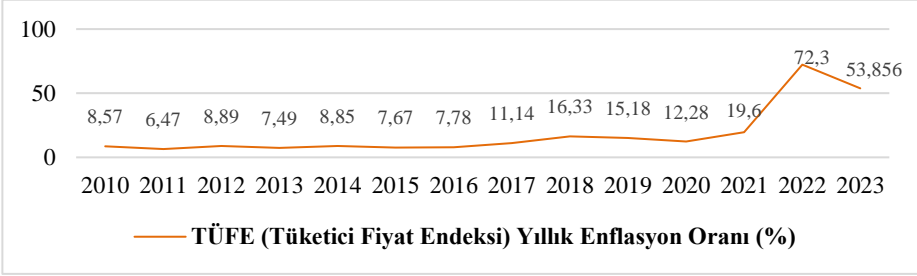 100
72,3
53,856
50
8,57 6,47 8,89 7,49 8,85 7,67 7,78 11,14 16,33 15,18 12,28 19,6
0
2010 2011 2012 2013 2014 2015 2016 2017 2018 2019 2020 2021 2022 2023
TÜFE (Tüketici Fiyat Endeksi) Yıllık Enflasyon Oranı (%)